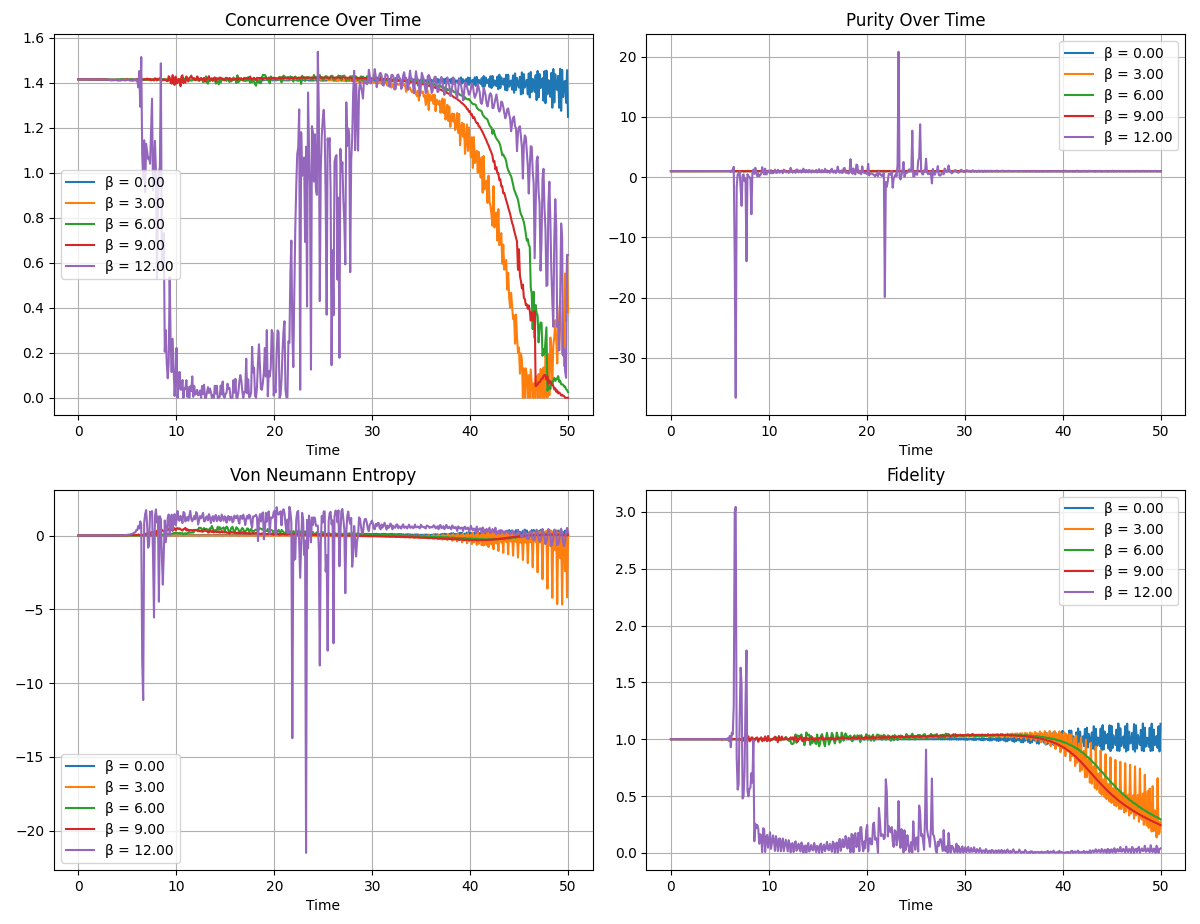 Concurrence Over Time
1.6
1.4
1.2
1.0
0.8
0.6
0.4
0.2
0.0
β = 0.00
β = 3.00
β = 6.00
β = 9.00
β = 12.00
0 10 20 30 40 50
Time
Purity Over Time
20
10
0
−10
−20
−30
β = 0.00
β = 3.00
β = 6.00
β = 9.00
β = 12.00
0 10 20 30 40 50
Time
Von Neumann Entropy
0
−5
−10
−15
−20
β = 0.00
β = 3.00
β = 6.00
β = 9.00
β = 12.00
0 10 20 30 40 50
Time
Fidelity
3.0
2.5
2.0
1.5
1.0
0.5
0.0
β = 0.00
β = 3.00
β = 6.00
β = 9.00
β = 12.00
0 10 20 30 40 50
Time